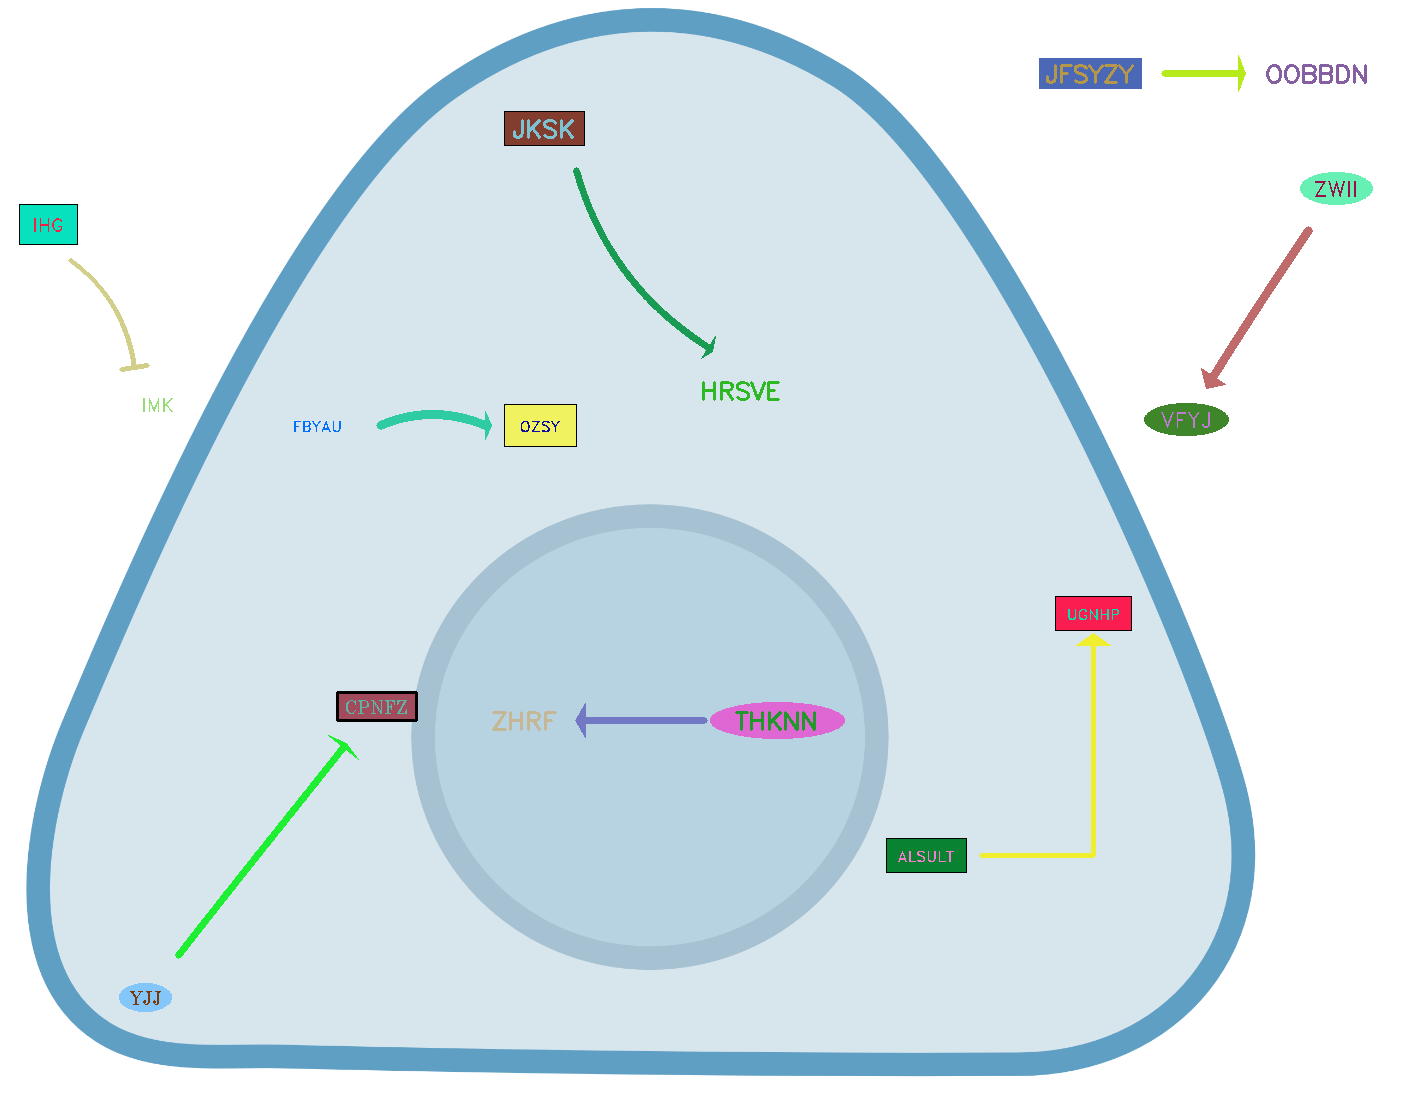 JFSYZY
OOBBDN
JKSK
ZWII
IHG
HRSVE
IMK
VFYJ
FBYAU
OZSY
UGNHP
CPNFZ
ZHRF
THKNN
ALSULT
YJJ